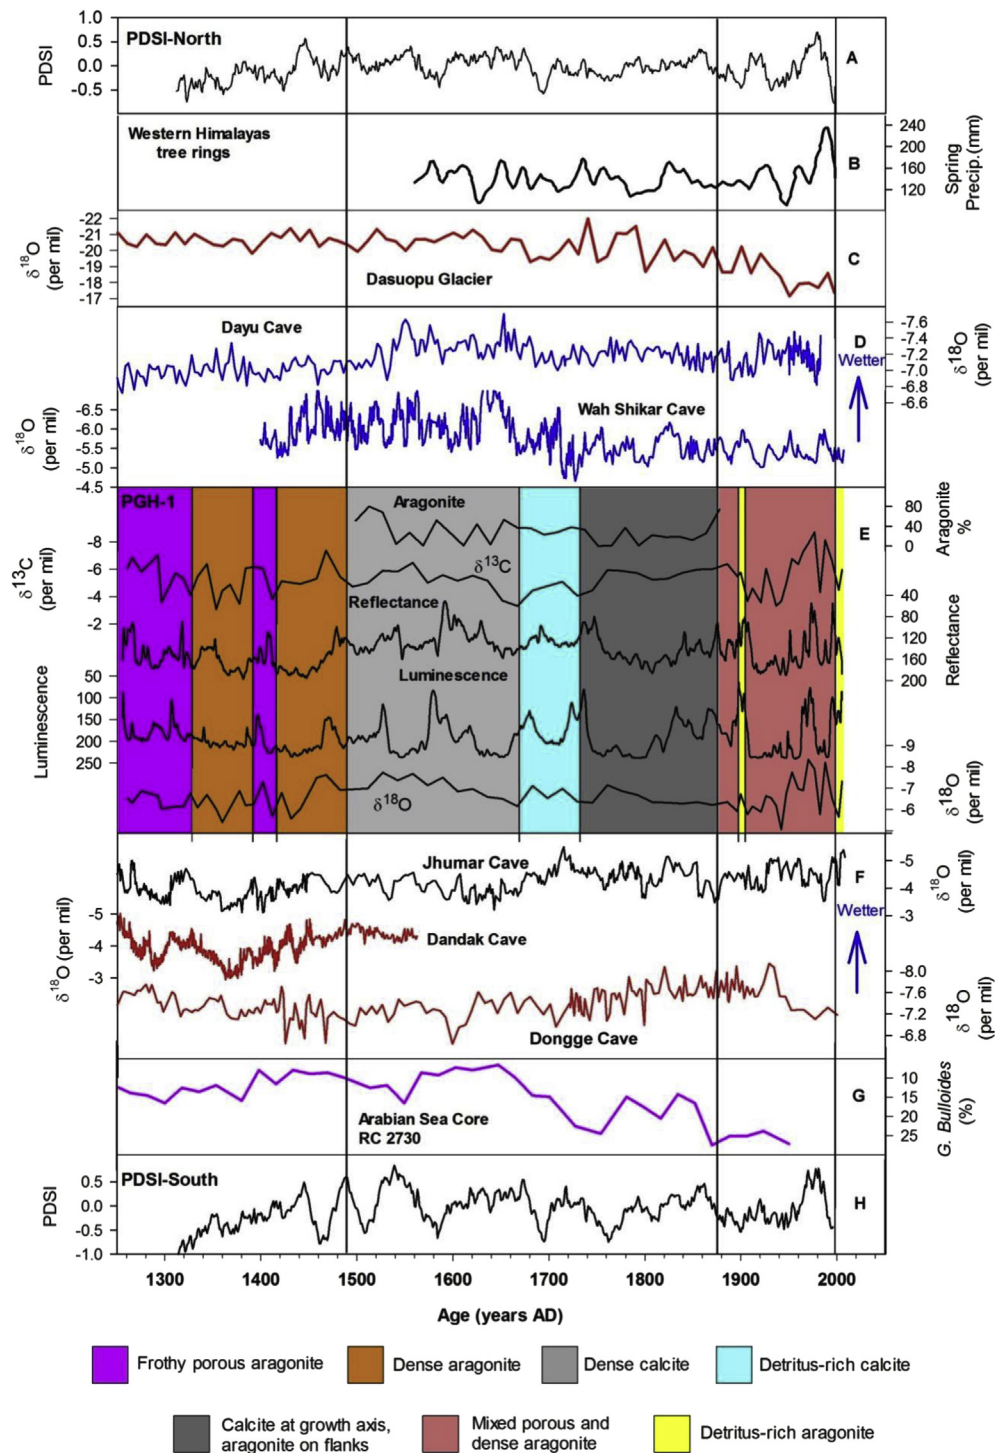 1.0
0.5
0.0
-0.5
PDSI
PDSI-North
A
Western Himalayas
tree rings
B
240
200
160
120
Spring
Precip.(mm)
-22
-21
-20
-19
-18
-17
δ18O
(per mil)
Dasuopu Glacier
C
Dayu Cave
D
Wetter
-7.6
-7.2
-7.0
-6.8
-6.6
δ18O
(per mil)
Wah Shikar Cave
-6.5
-6.0
-5.5
-5.0
-4.5
δ18O
(per mil)
PGH-1
Aragonite
E
80
40
0
Aragonite
%
-8
-6
-4
-2
δ13C
(per mil)
δ13C
Reflectance
40
80
120
160
200
Reflectance
Luminescence
50
100
150
200
250
Luminescence
δ18O
-9
-8
-7
-6
δ18O
(per mil)
Jhumar Cave
F
Wetter
-5
-4
-3
δ18O
(per mil)
-5
-4
-3
δ18O (per mil)
Dandak Cave
-8.0
-7.6
-7.2
-6.8
δ18O
(per mil)
Dongge Cave
Arabian Sea Core
RC 2730
G
10
15
20
25
G. Bulloides
(%)
PDSI-South
H
0.5
0.0
-0.5
-1.0
PDSI
1300 1400 1500 1600 1700 1800 1900 2000
Age (years AD)
Frothy porous aragonite
Dense aragonite
Dense calcite
Detritus-rich calcite
Calcite at growth axis,
aragonite on flanks
Mixed porous and
dense aragonite
Detritus-rich aragonite